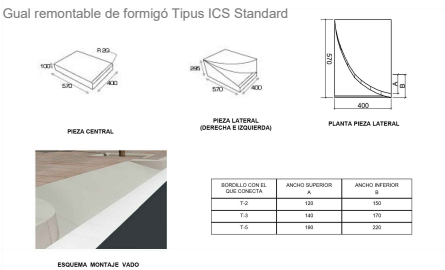 Gual remontable de formigó Tipus ICS Standard
R 20
100
570
400
PIEZA CENTRAL
285
570
400
PIEZA LATERAL
(DERECHA E IZQUIERDA)
570
A
B
400
PLANTA PIEZA LATERAL
BORDILLO CON EL QUE CONECTA
ANCHO SUPERIOR A
ANCHO INFERIOR B
T-2 120 150
T-3 140 170
T-5 190 220
ESQUEMA MONTAJE VADO